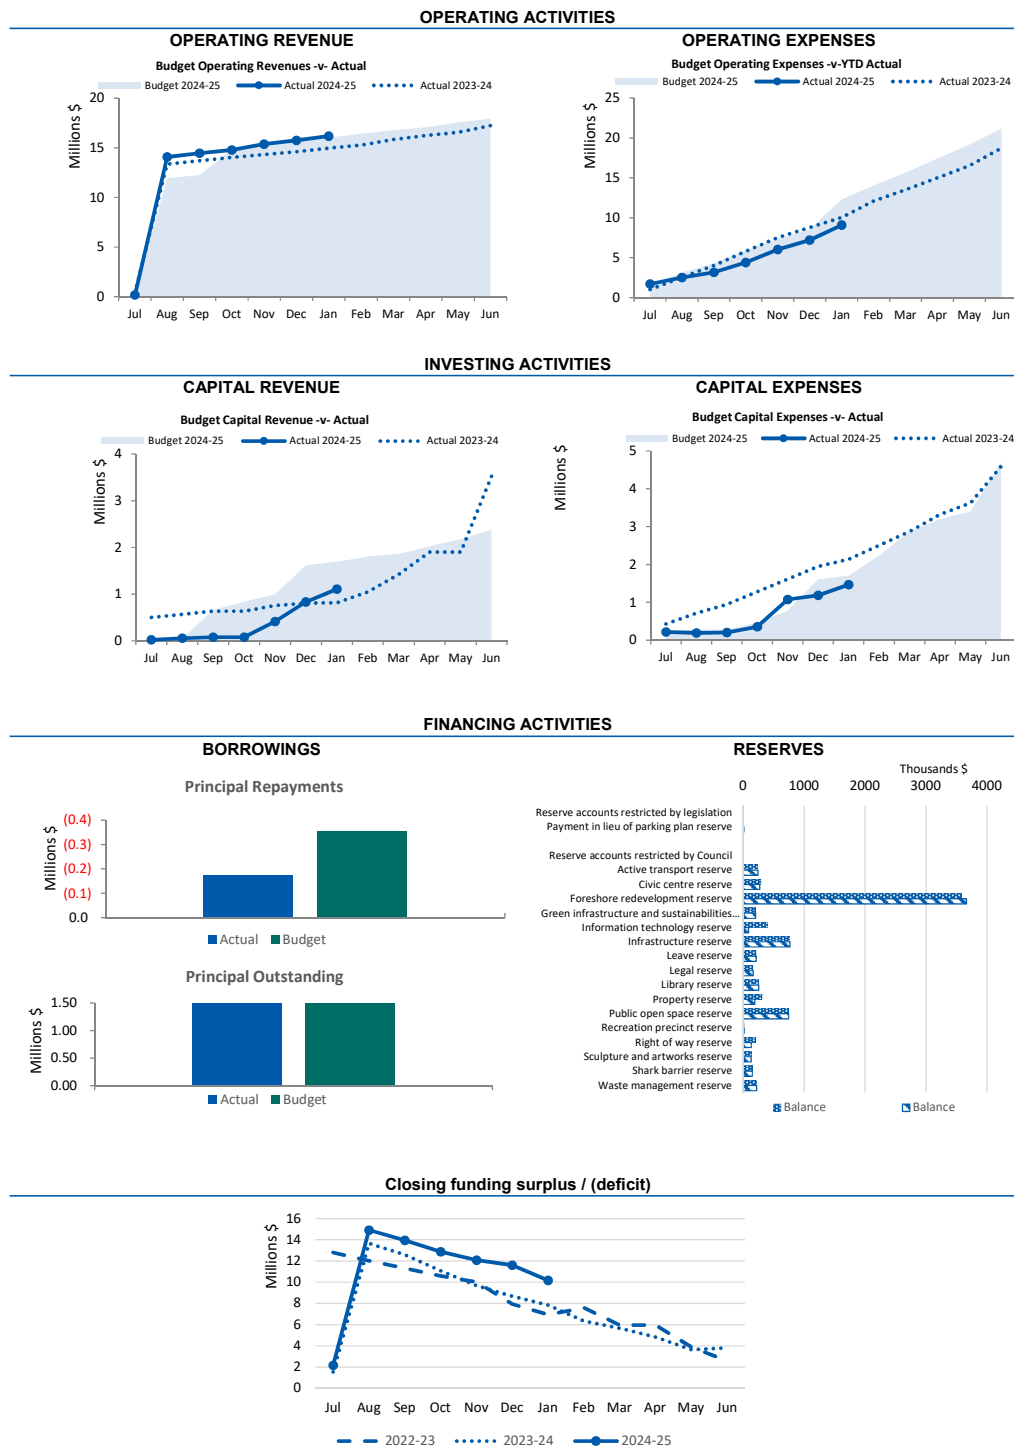 OPERATING ACTIVITIES
OPERATING REVENUE
Budget Operating Revenues -v- Actual
Budget 2024-25 Actual 2024-25 Actual 2023-24
Millions $
20
15
10
5
0
Jul Aug Sep Oct Nov Dec Jan Feb Mar Apr May Jun
OPERATING EXPENSES
Budget Operating Expenses -v-YTD Actual
Budget 2024-25 Actual 2024-25 Actual 2023-24
Millions $
25
20
15
10
5
0
Jul Aug Sep Oct Nov Dec Jan Feb Mar Apr May Jun
INVESTING ACTIVITIES
CAPITAL REVENUE
Budget Capital Revenue -v- Actual
Budget 2024-25 Actual 2024-25 Actual 2023-24
Millions $
4
3
2
1
0
Jul Aug Sep Oct Nov Dec Jan Feb Mar Apr May Jun
CAPITAL EXPENSES
Budget Capital Expenses -v- Actual
Budget 2024-25 Actual 2024-25 Actual 2023-24
Millions $
5
4
3
2
1
0
Jul Aug Sep Oct Nov Dec Jan Feb Mar Apr May Jun
FINANCING ACTIVITIES
BORROWINGS
Principal Repayments
Millions $
(0.4)
(0.3)
(0.2)
(0.1)
0.0
Actual Budget
Principal Outstanding
Millions $
1.50
1.00
0.50
0.00
Actual Budget
RESERVES
Thousands $
0 1000 2000 3000 4000
Reserve accounts restricted by legislation
Payment in lieu of parking plan reserve
Reserve accounts restricted by Council
Active transport reserve
Civic centre reserve
Foreshore redevelopment reserve
Green infrastructure and sustainabilities...
Information technology reserve
Infrastructure reserve
Leave reserve
Legal reserve
Library reserve
Property reserve
Public open space reserve
Recreation precinct reserve
Right of way reserve
Sculpture and artworks reserve
Shark barrier reserve
Waste management reserve
Balance Balance
Closing funding surplus / (deficit)
Millions $
16
14
12
10
8
6
4
2
0
Jul Aug Sep Oct Nov Dec Jan Feb Mar Apr May Jun
2022-23 2023-24 2024-25